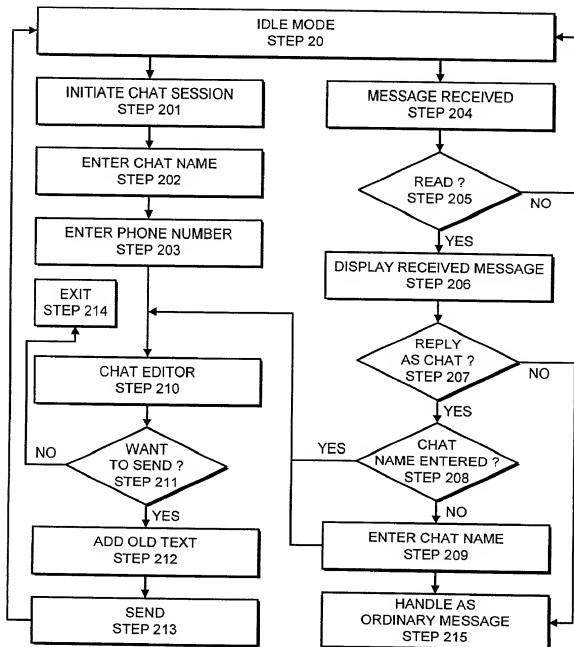 IDLE MODE
STEP 20
INITIATE CHAT SESSION
STEP 201
ENTER CHAT NAME
STEP 202
ENTER PHONE NUMBER
STEP 203
EXIT
STEP 214
CHAT EDITOR
STEP 210
WANT
TO SEND ?
STEP 211
NO
YES
ADD OLD TEXT
STEP 212
SEND
STEP 213
MESSAGE RECEIVED
STEP 204
READ ?
STEP 205
NO
YES
DISPLAY RECEIVED MESSAGE
STEP 206
REPLY
AS CHAT ?
STEP 207
NO
YES
CHAT
NAME ENTERED ?
STEP 208
YES
NO
ENTER CHAT NAME
STEP 209
HANDLE AS
ORDINARY MESSAGE
STEP 215